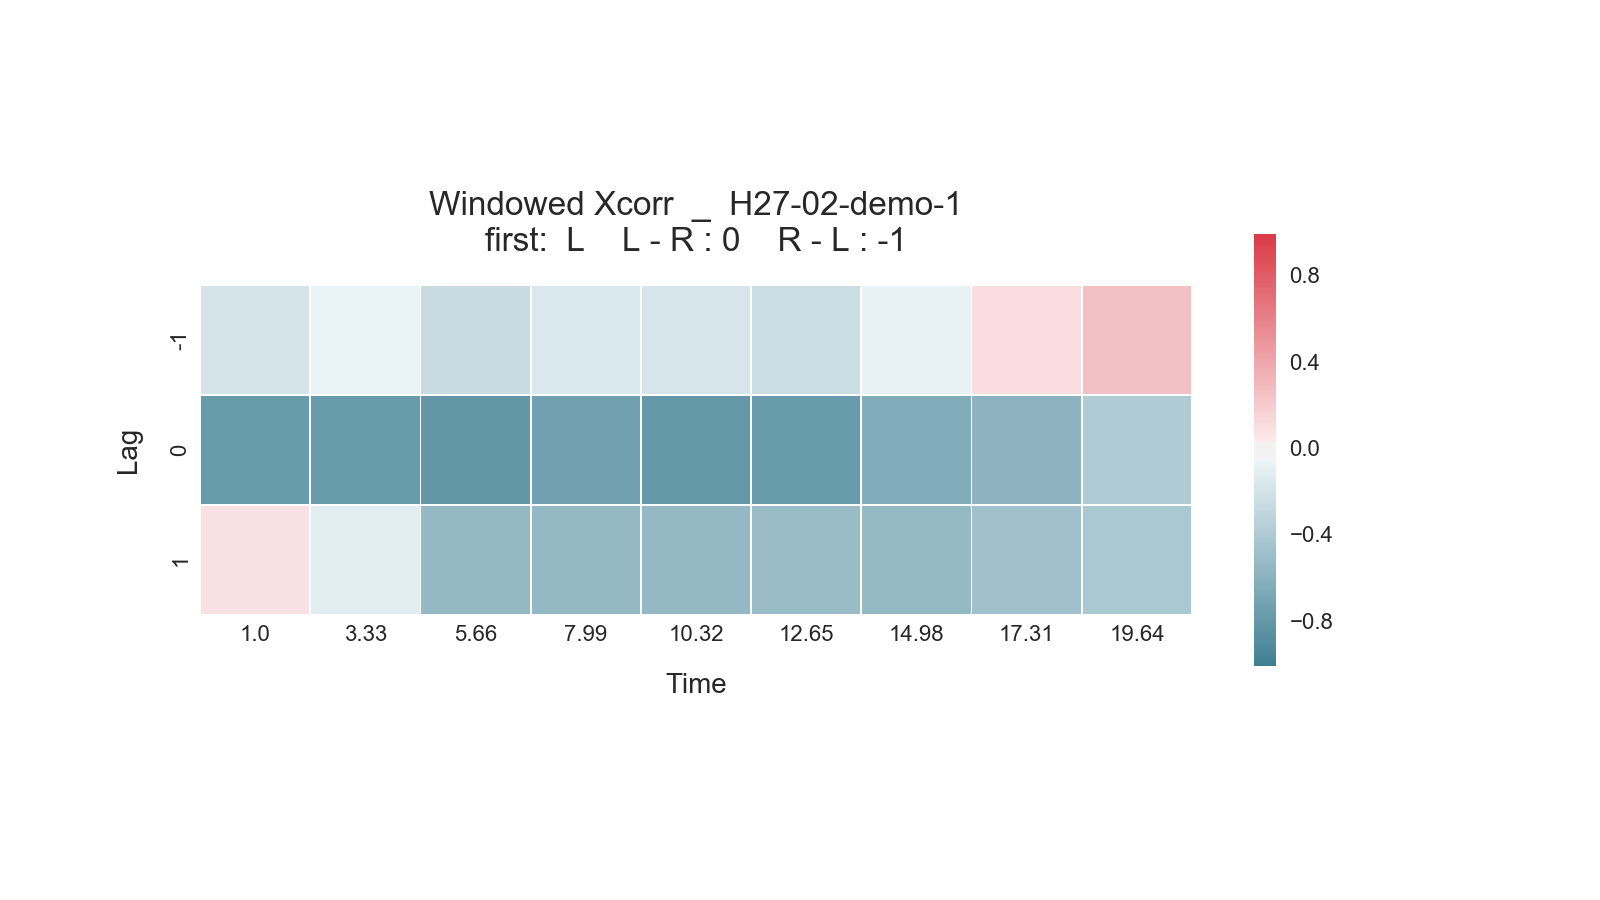 Windowed Xcorr _ H27-02-demo-1
first: L L - R : 0 R - L : -1
Lag
-1
0
1
1.0 3.33 5.66 7.99 10.32 12.65 14.98 17.31 19.64
Time
0.8
0.4
0.0
−0.4
−0.8